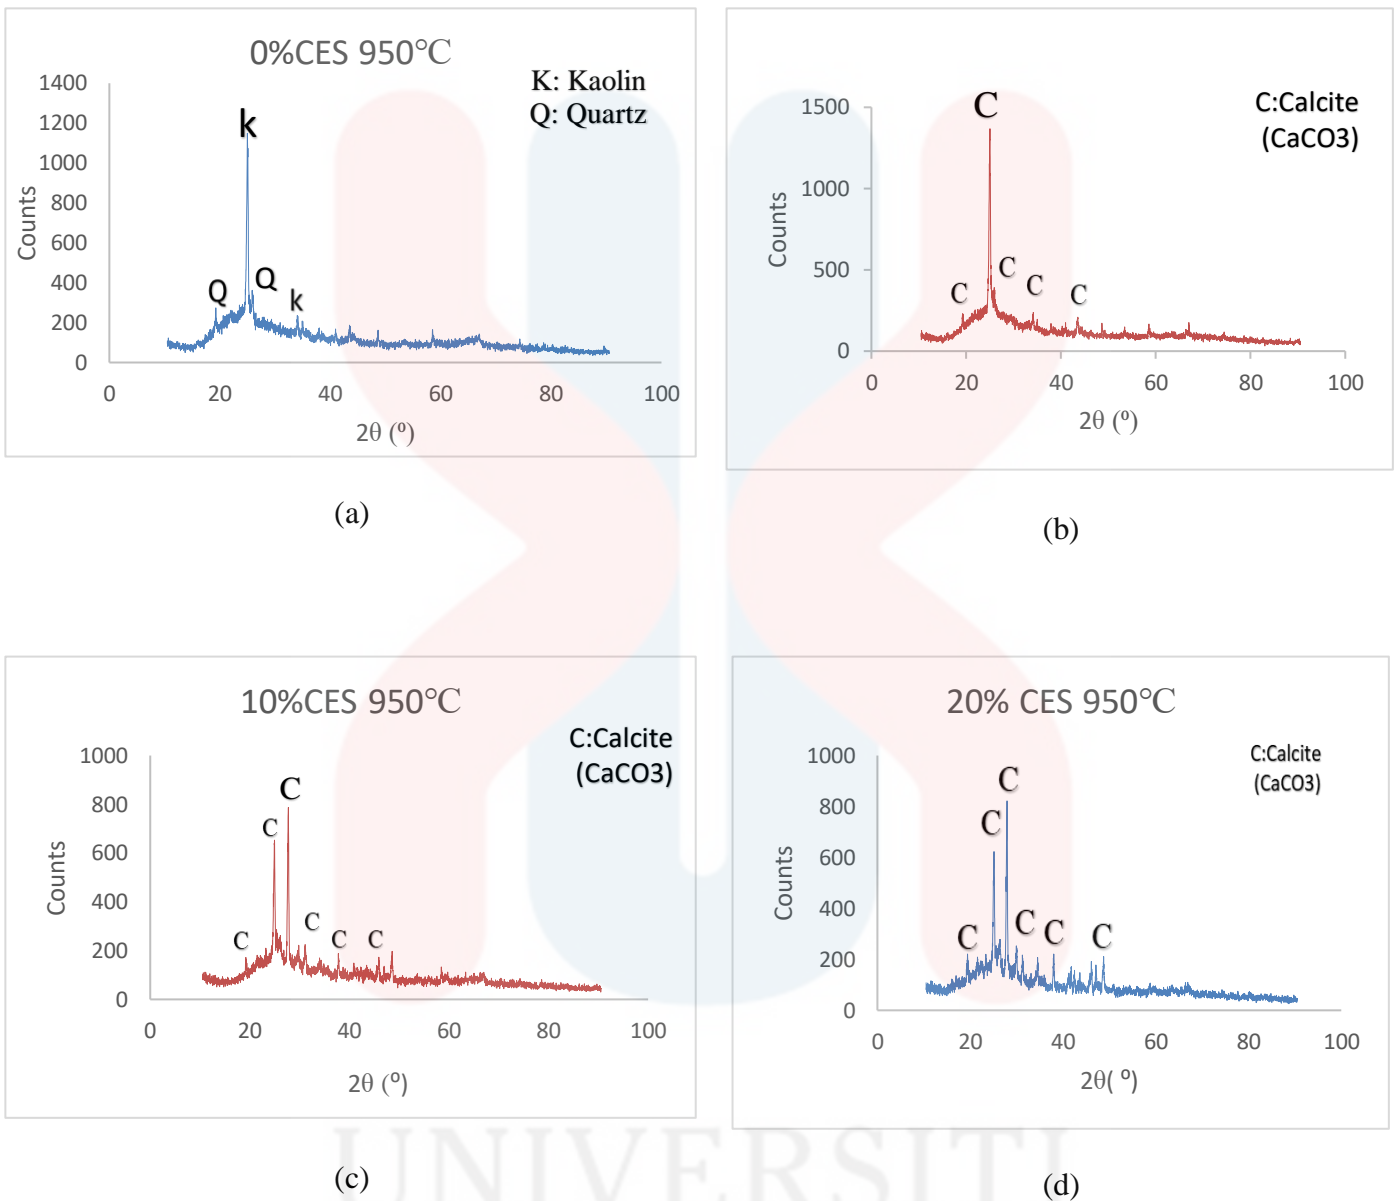 0%CES 950℃
K: Kaolin
Q: Quartz
1400
1200
1000
800
600
400
200
0
Counts
k
Q
Q
k
0 20 40 60 80 100
2θ (º)
(a)
C:Calcite
(CaCO3)
1500
1000
500
0
Counts
C
C
C
C
C
0 20 40 60 80 100
2θ (º)
(b)
10%CES 950℃
C:Calcite
(CaCO3)
1000
800
600
400
200
0
Counts
C
C
C
C
C
C
0 20 40 60 80 100
2θ (º)
(c)
20% CES 950℃
C:Calcite
(CaCO3)
1000
800
600
400
200
0
Counts
C
C
C
C
C
C
0 20 40 60 80 100
2θ( º)
(d)
UNIVERSITI